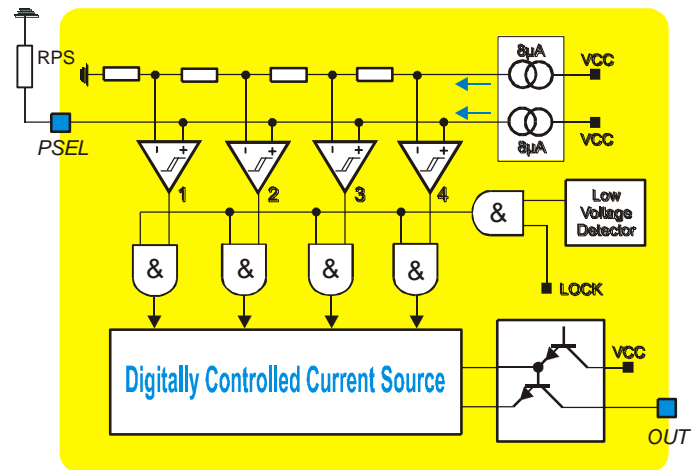 8µA
RPS
VCC
PSEL
- + - + - + - +
VCC
8µA
1 2 3 4
&
Low
Voltage
Detector
& & & &
LOCK
Digitally Controlled Current Source
VCC
OUT